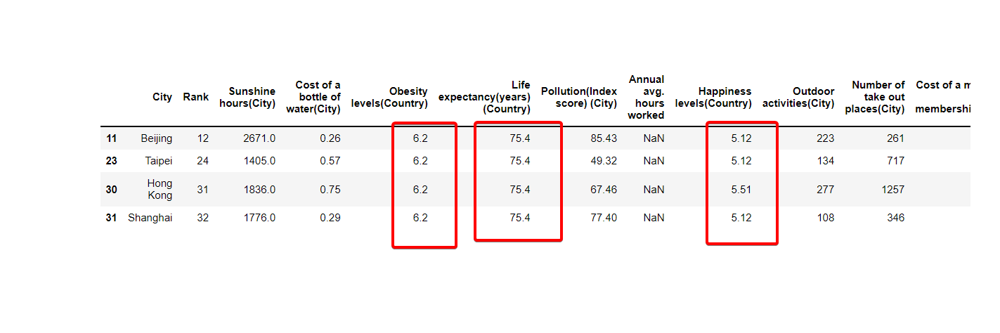 City Rank Sunshine hours(City) Cost of a bottle of water(City) Obesity levels(Country) Life expectancy(years) (Country) Pollution(Index score) (City) Annual avg. hours worked Happiness levels(Country) Outdoor activities(City) Number of take out places(City) Cost of a m membershi
11 Beijing 12 2671.0 0.26 6.2 75.4 85.43 NaN 5.12 223 261
23 Taipei 24 1405.0 0.57 6.2 75.4 49.32 NaN 5.12 134 717
30 Hong Kong 31 1836.0 0.75 6.2 75.4 67.46 NaN 5.51 277 1257
31 Shanghai 32 1776.0 0.29 6.2 75.4 77.40 NaN 5.12 108 346